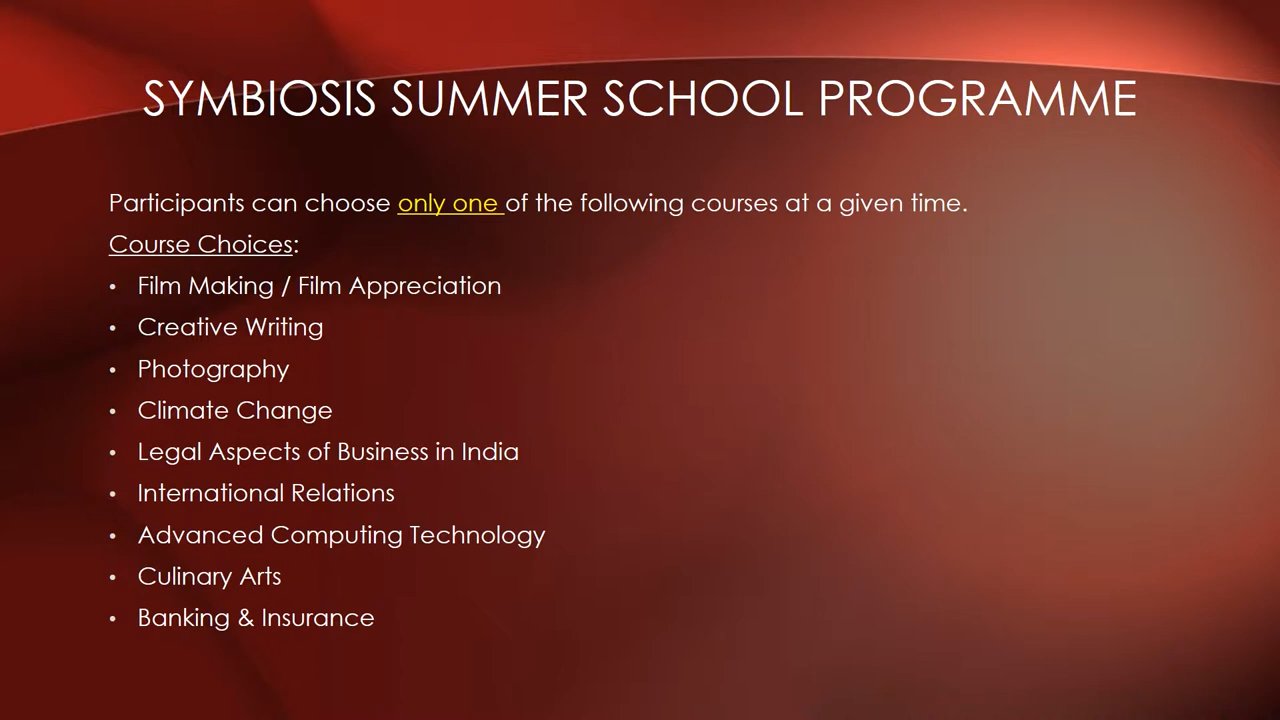 SYMBIOSIS SUMMER SCHOOL PROGRAMME
Participants can choose only one of the following courses at a given time.
Course Choices:
• Film Making / Film Appreciation
• Creative Writing
• Photography
• Climate Change
• Legal Aspects of Business in India
• International Relations
• Advanced Computing Technology
• Culinary Arts
• Banking & Insurance